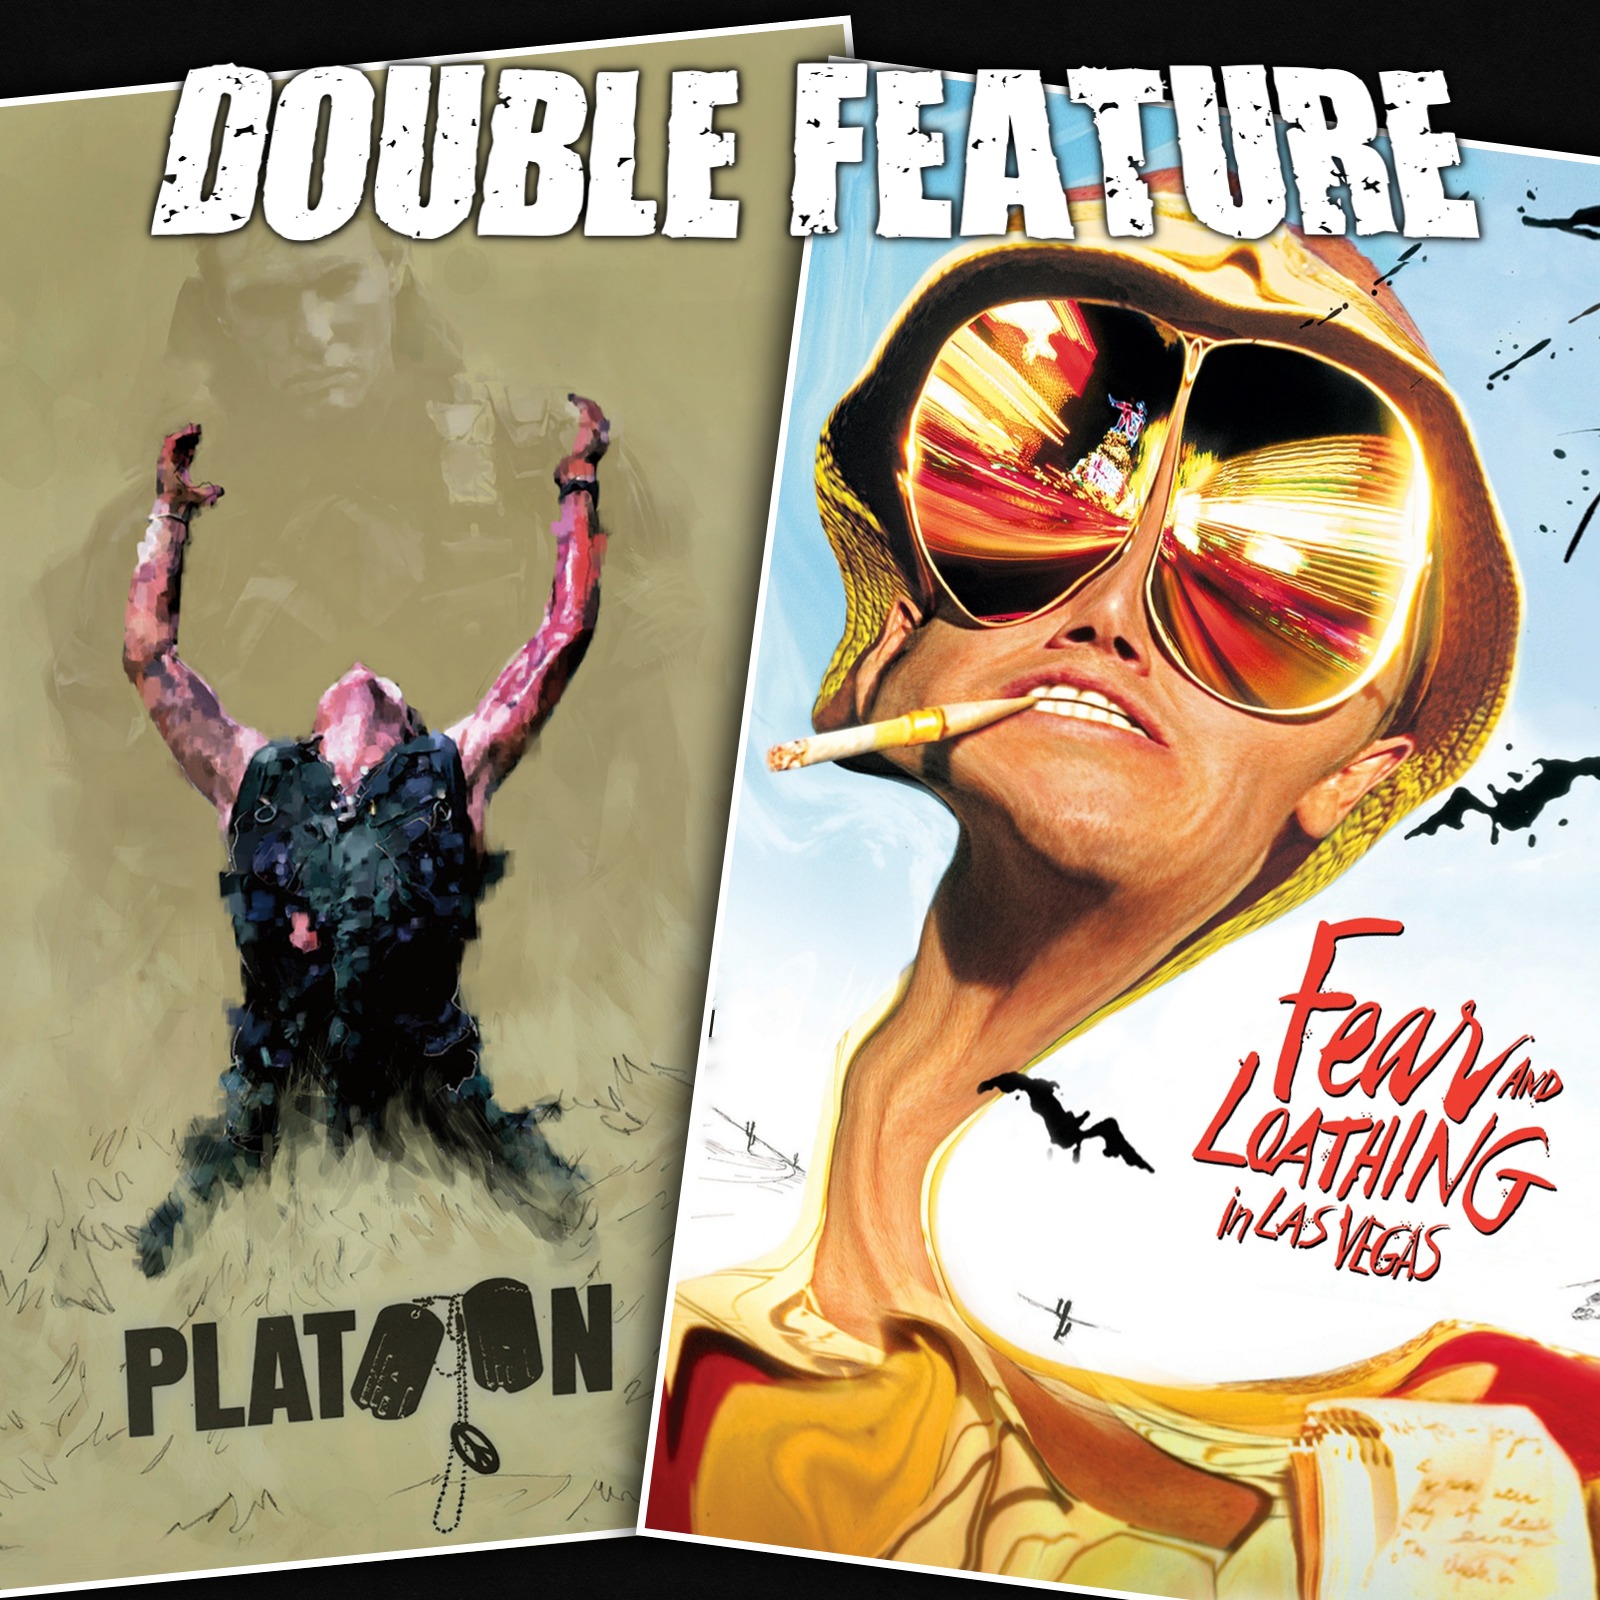 DOUBLE FEATURE
PLATOON
Fear AND
LOATHING
in LAS VEGAS